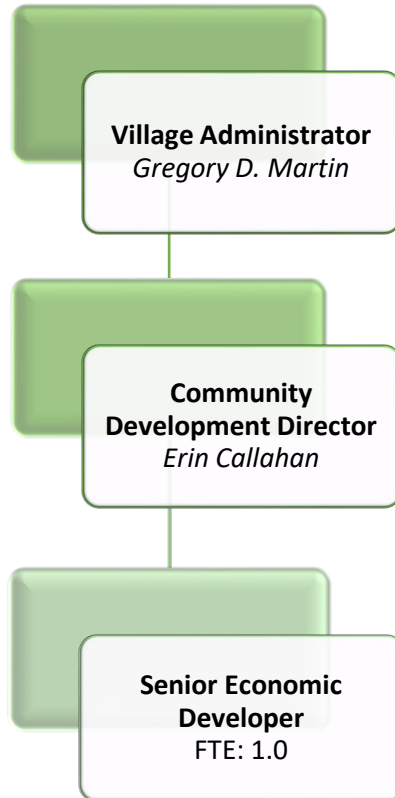 Village Administrator
Gregory D. Martin
Community
Development Director
Erin Callahan
Senior Economic
Developer
FTE: 1.0